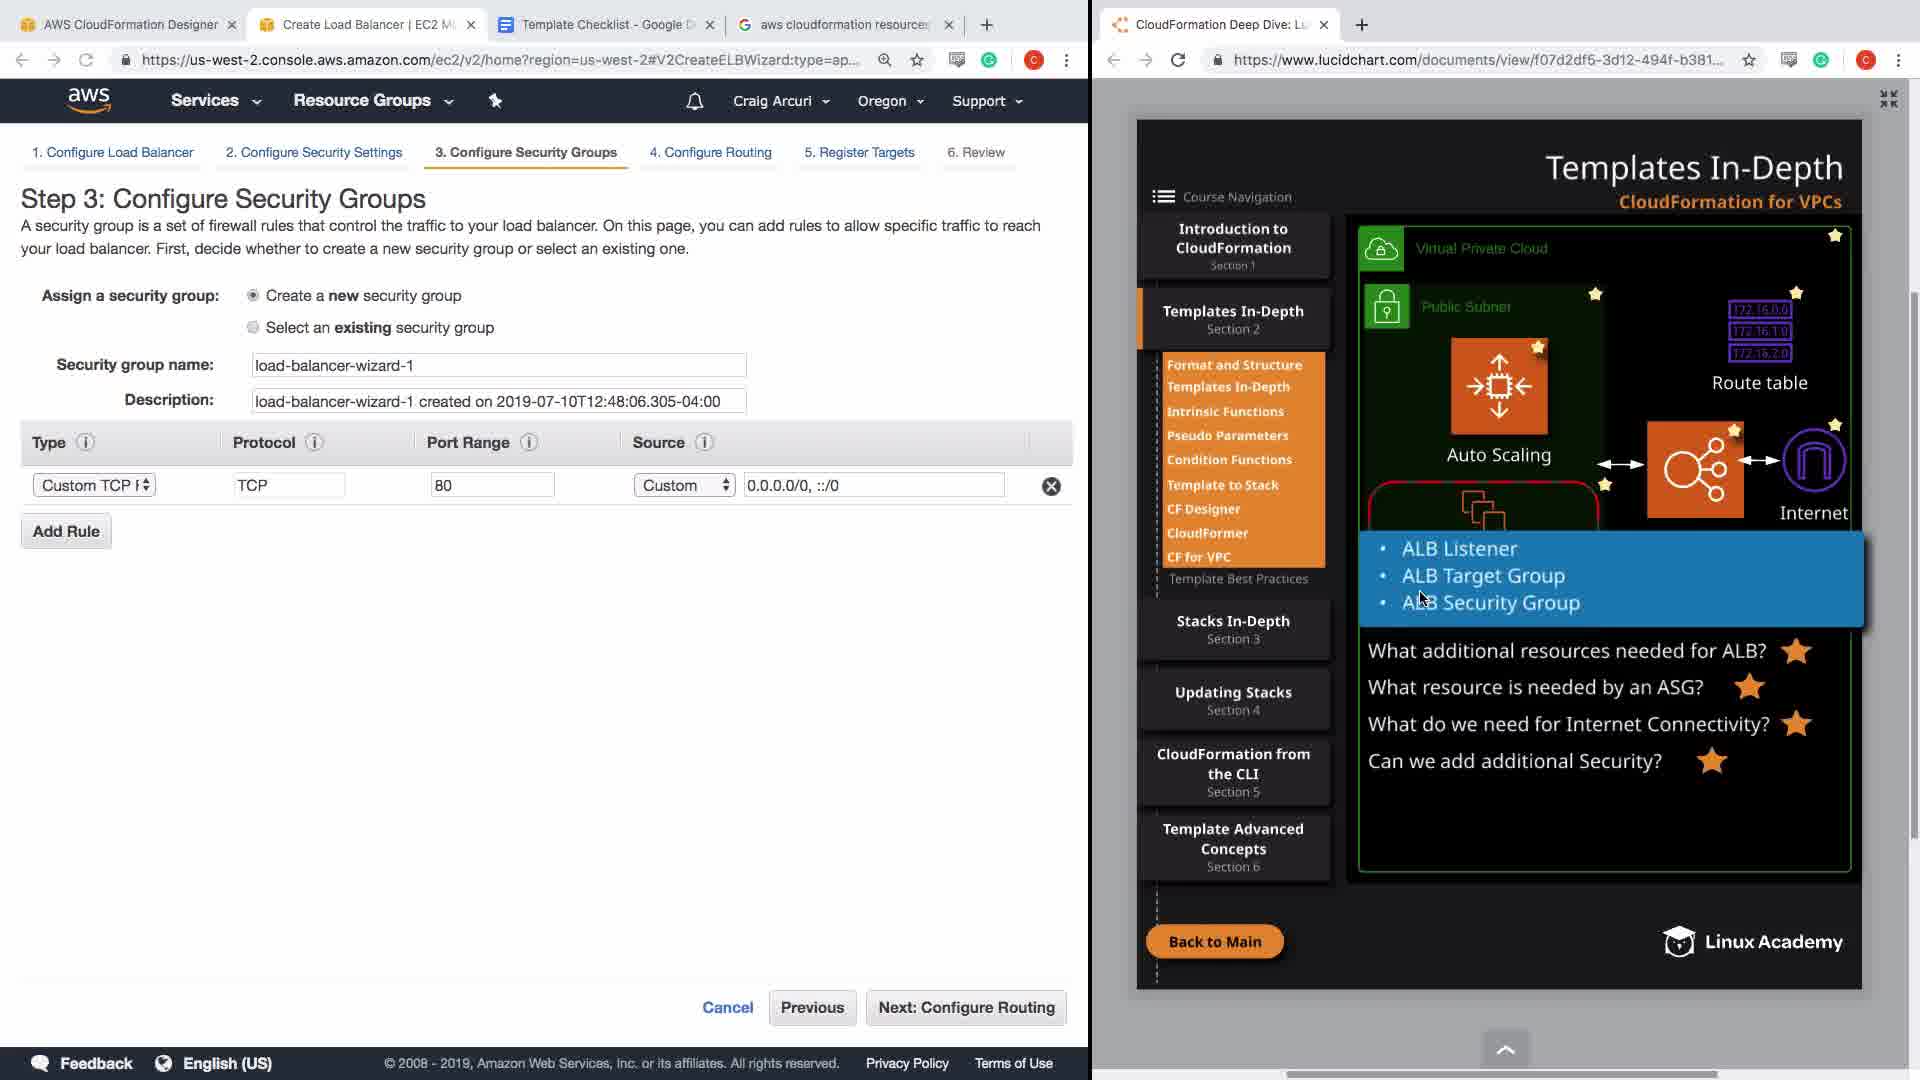 AWS CloudFormation Designer
Create Load Balancer | EC2 M
Template Checklist - Google D
aws cloudformation resources
https://us-west-2.console.aws.amazon.com/ec2/v2/home?region=us-west-2#V2CreateELBWizard:type=ap...
C
aws
Services
Resource Groups
Craig Arcuri
Oregon
Support
1. Configure Load Balancer
2. Configure Security Settings
3. Configure Security Groups
4. Configure Routing
5. Register Targets
6. Review
Step 3: Configure Security Groups
A security group is a set of firewall rules that control the traffic to your load balancer. On this page, you can add rules to allow specific traffic to reach
your load balancer. First, decide whether to create a new security group or select an existing one.
Assign a security group:
Create a new security group
Select an existing security group
Security group name:
load-balancer-wizard-1
Description:
load-balancer-wizard-1 created on 2019-07-10T12:48:06.305-04:00
Type
Protocol
Port Range
Source
Custom TCP
TCP
80
Custom
0.0.0.0/0, ::/0
Add Rule
Cancel
Previous
Next: Configure Routing
Feedback
English (US)
© 2008 - 2019, Amazon Web Services, Inc. or its affiliates. All rights reserved.
Privacy Policy
Terms of Use
CloudFormation Deep Dive: Lu
https://www.lucidchart.com/documents/view/f07d2df5-3d12-494f-b381...
C
Templates In-Depth
CloudFormation for VPCs
Course Navigation
Introduction to
CloudFormation
Section 1
Templates In-Depth
Section 2
Format and Structure
Templates In-Depth
Intrinsic Functions
Pseudo Parameters
Condition Functions
Template to Stack
CF Designer
CloudFormer
CF for VPC
Template Best Practices
Stacks In-Depth
Section 3
Updating Stacks
Section 4
CloudFormation from
the CLI
Section 5
Template Advanced
Concepts
Section 6
Back to Main
Virtual Private Cloud
Public Subnet
Auto Scaling
172.16.0.0
172.16.1.0
172.16.2.0
Route table
Internet
• ALB Listener
• ALB Target Group
• ALB Security Group
What additional resources needed for ALB?
What resource is needed by an ASG?
What do we need for Internet Connectivity?
Can we add additional Security?
Linux Academy